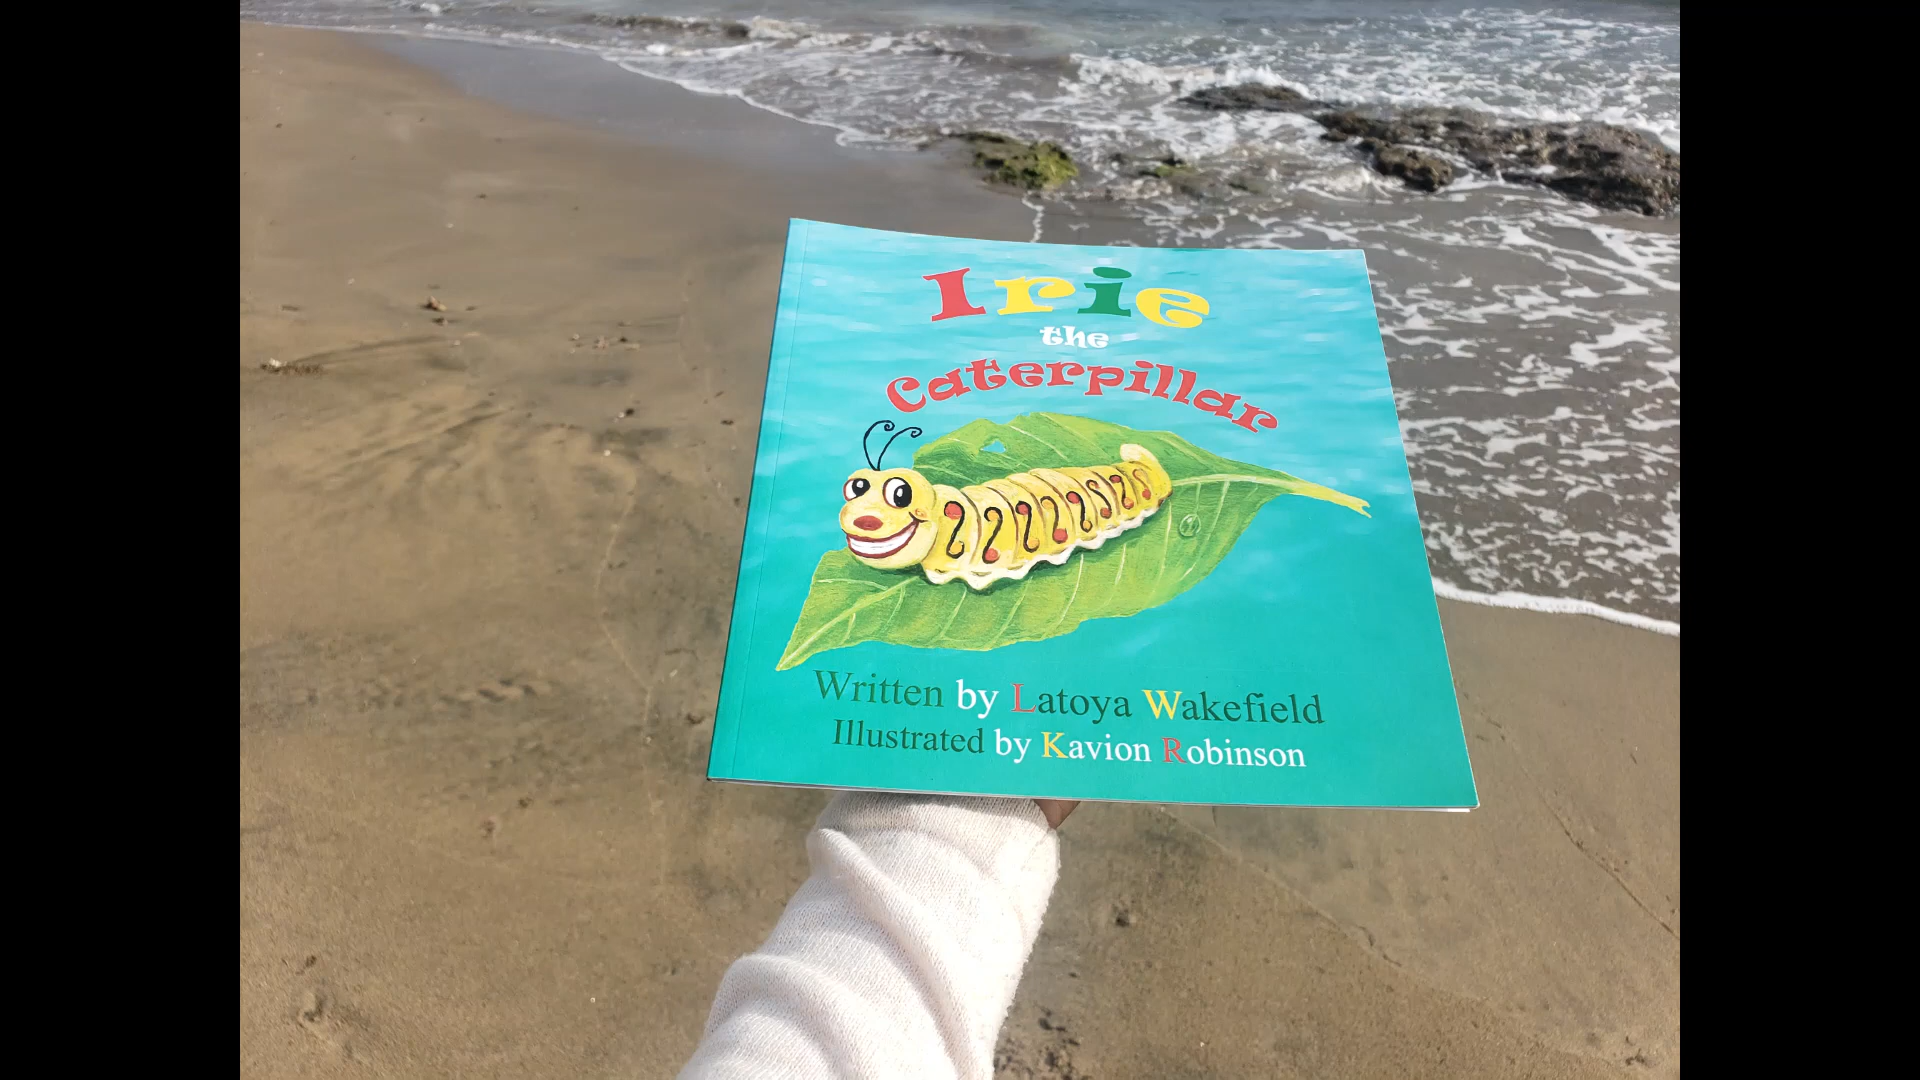 Irie
the
Caterpillar
Written by Latoya Wakefield
Illustrated by Kavion Robinson